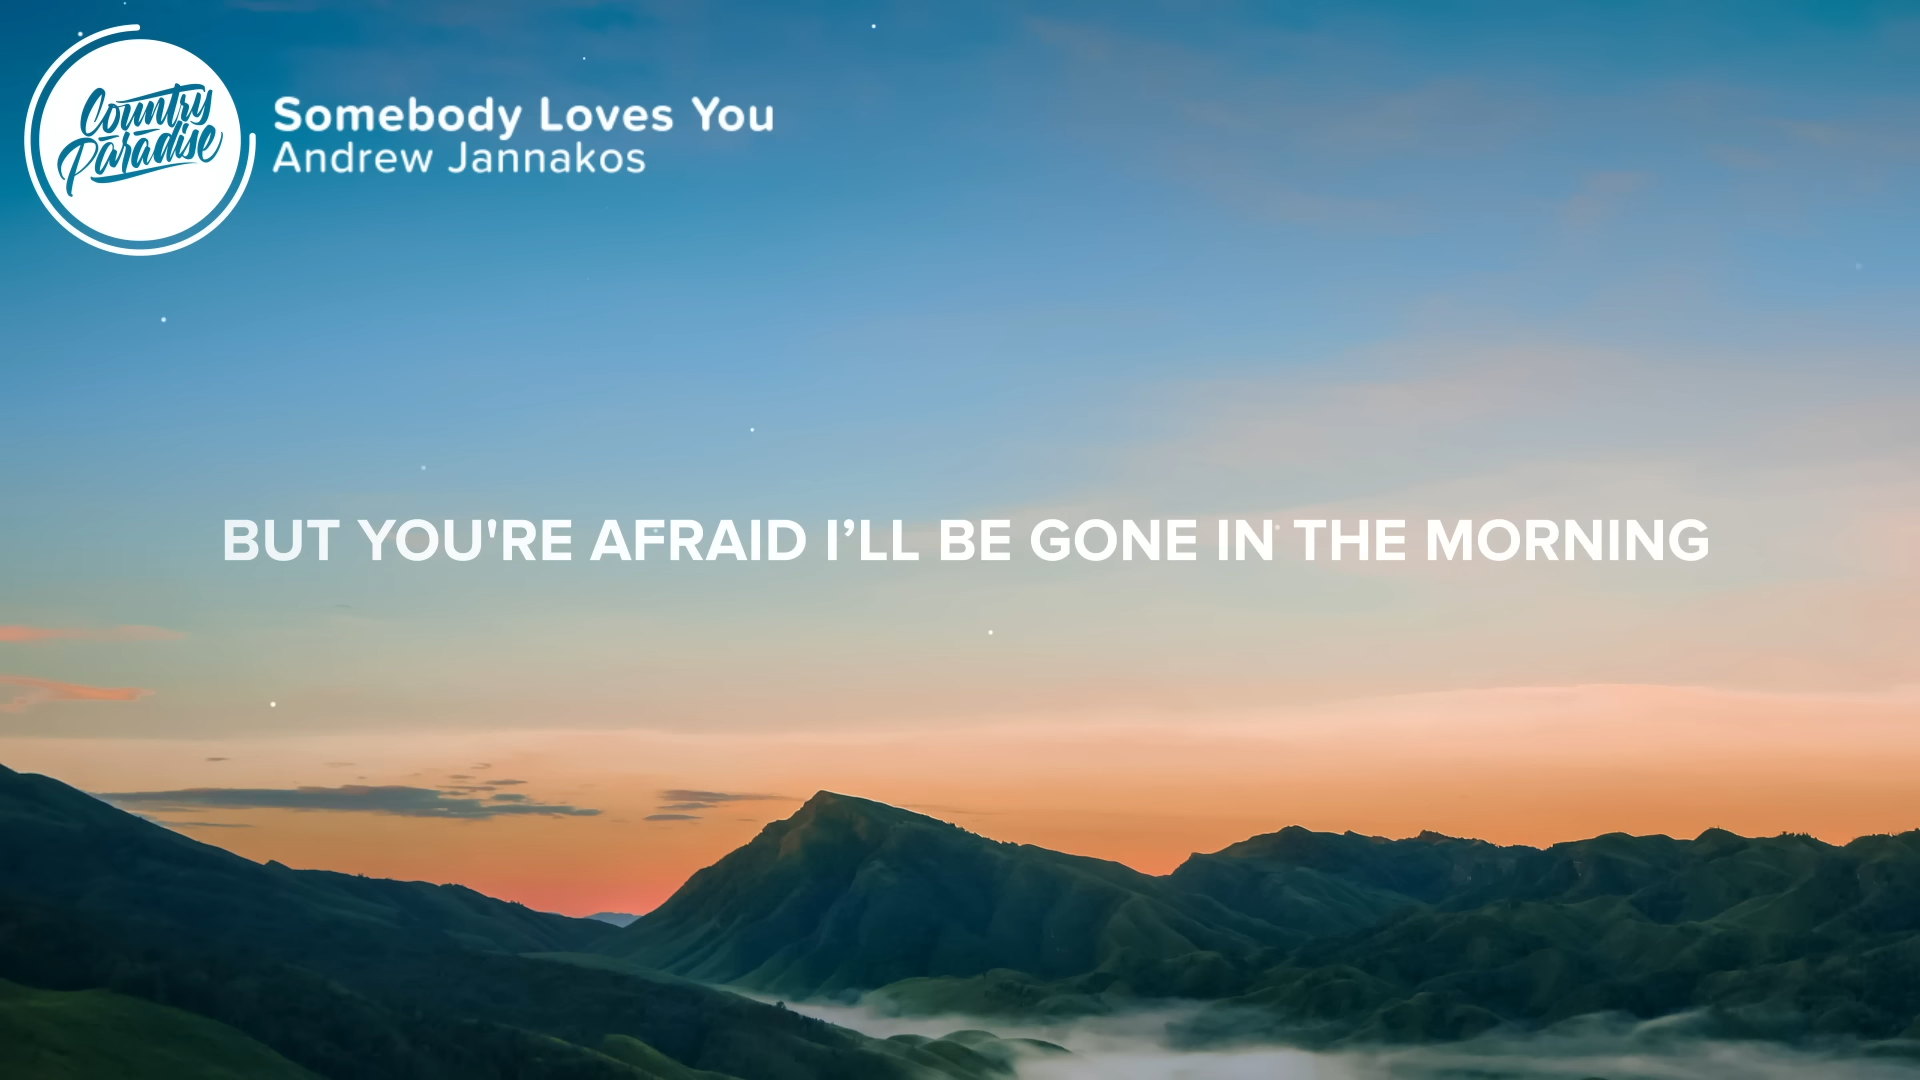 Country
Paradise
Somebody Loves You
Andrew Jannakos
BUT YOU'RE AFRAID I’LL BE GONE IN THE MORNING